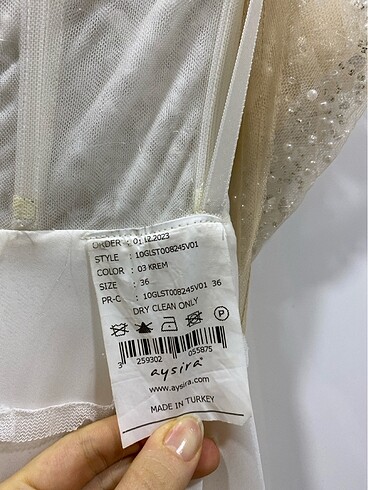 ORDER : 01.12.2023
STYLE : 10GLST008245V01
COLOR : 03 KREM
SIZE : 36
PR-C : 10GLST008245V01 36
DRY CLEAN ONLY
P
3 259302 055875
aysira
www.aysira.com
MADE IN TURKEY